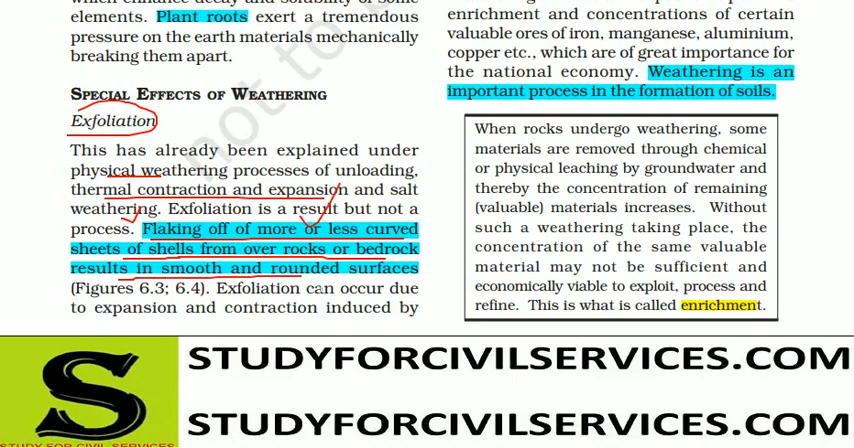 which enhance decay and solubility of some
elements. Plant roots exert a tremendous
pressure on the earth materials mechanically
breaking them apart.
SPECIAL EFFECTS OF WEATHERING
Exfoliation
This has already been explained under
physical weathering processes of unloading,
thermal contraction and expansion and salt
weathering. Exfoliation is a result but not a
process. Flaking off of more or less curved
sheets of shells from over rocks or bedrock
results in smooth and rounded surfaces
(Figures 6.3; 6.4). Exfoliation can occur due
to expansion and contraction induced by
enrichment and concentrations of certain
valuable ores of iron, manganese, aluminium,
copper etc., which are of great importance for
the national economy. Weathering is an
important process in the formation of soils.
When rocks undergo weathering, some
materials are removed through chemical
or physical leaching by groundwater and
thereby the concentration of remaining
(valuable) materials increases. Without
such a weathering taking place, the
concentration of the same valuable
material may not be sufficient and
economically viable to exploit, process and
refine. This is what is called enrichment.
not to
S
STUDY FOR CIVIL SERVICES
STUDYFORCIVILSERVICES.COM
STUDYFORCIVILSERVICES.COM